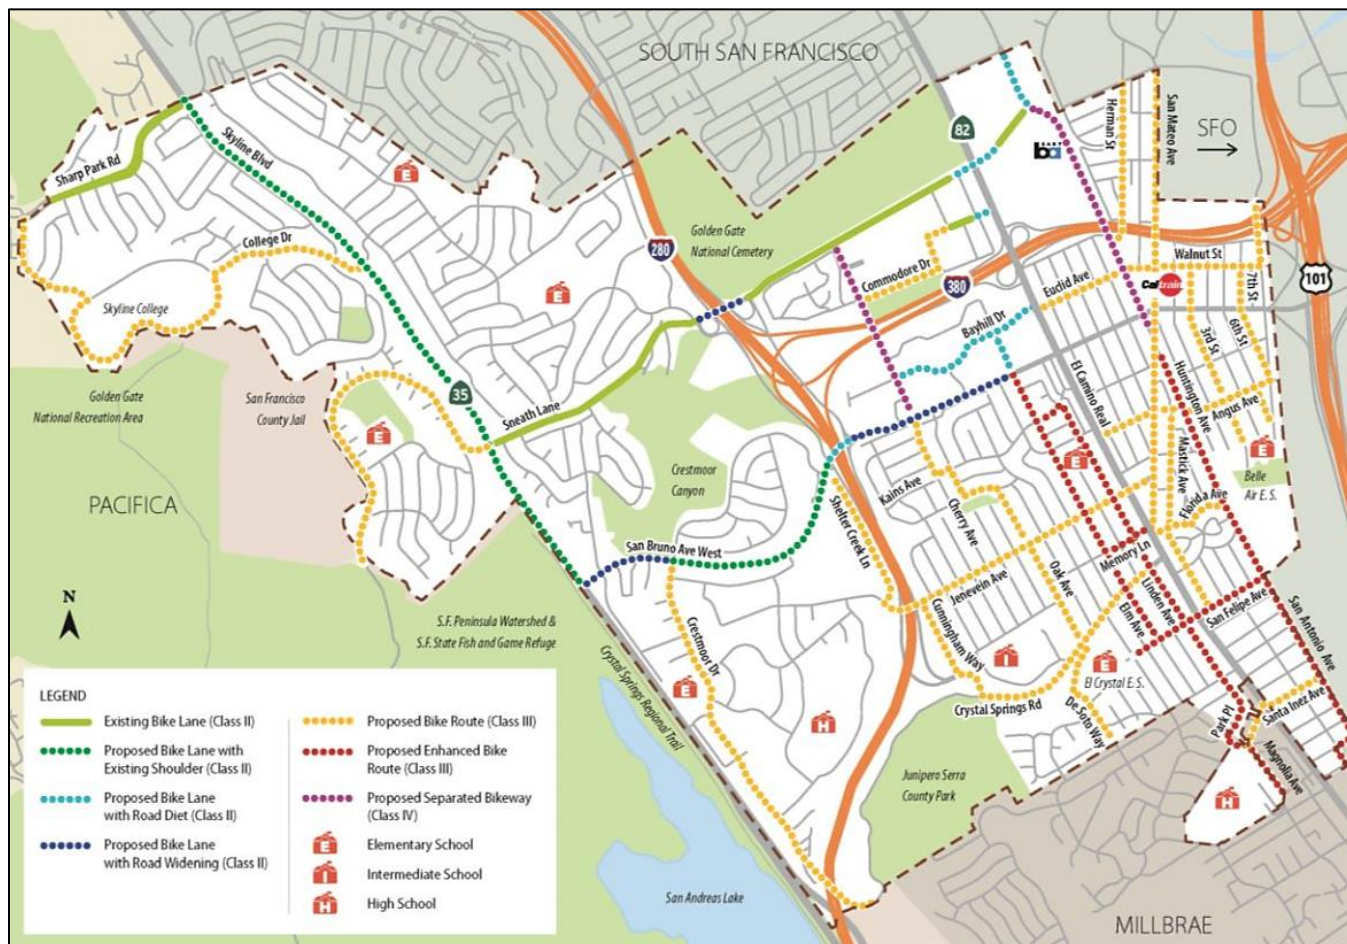 SOUTH SAN FRANCISCO
SFO
82
BART
ba
Herman St
San Mateo Ave
Sharp Park Rd
Skyline Blvd
E
College Dr
280
Golden Gate
National Cemetery
Commodore Dr
380
Walnut St
101
Caltrain
Euclid Ave
7th St
Skyline College
E
Bayhill Dr
6th St
3rd St
El Camino Real
Huntington Ave
35
Golden Gate
National Recreation Area
San Francisco
County Jail
Sneath Lane
Angus Ave
E
E
E
Mastick Ave
Belle
Air E.S.
Crestmoor
Canyon
Kains Ave
Cherry Ave
Florida Ave
PACIFICA
Shelter Creek Ln
San Bruno Ave West
Memory Ln
Jenevein Ave
Oak Ave
Linden Ave
Elm Ave
San Felipe Ave
San Antonio Ave
N
S.F. Peninsula Watershed &
S.F. State Fish and Game Refuge
Cunningham Way
Crestmoor Dr
I
E
El Crystal E.S.
Crystal Springs Regional Trail
E
H
Crystal Springs Rd
De Soto Way
Park Pl
Santa Inez Ave
Magnolia Ave
Junipero Serra
County Park
H
San Andreas Lake
MILLBRAE
LEGEND
Existing Bike Lane (Class II)
Proposed Bike Lane with
Existing Shoulder (Class II)
Proposed Bike Lane
with Road Diet (Class II)
Proposed Bike Lane
with Road Widening (Class II)
Proposed Bike Route (Class III)
Proposed Enhanced Bike
Route (Class III)
Proposed Separated Bikeway
(Class IV)
E
Elementary School
I
Intermediate School
H
High School